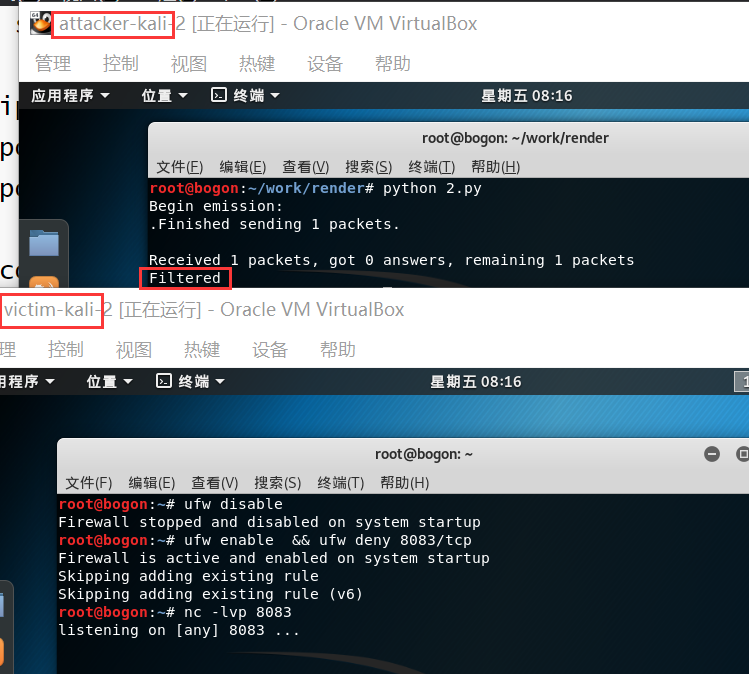 attacker-kali-2 [正在运行] - Oracle VM VirtualBox
管理 控制 视图 热键 设备 帮助
应用程序 位置 终端 星期五 08:16
root@bogon: ~/work/render
文件(F) 编辑(E) 查看(V) 搜索(S) 终端(T) 帮助(H)
root@bogon:~/work/render# python 2.py
Begin emission:
.Finished sending 1 packets.
Received 1 packets, got 0 answers, remaining 1 packets
Filtered
victim-kali-2 [正在运行] - Oracle VM VirtualBox
理 控制 视图 热键 设备 帮助
用程序 位置 终端 星期五 08:16 1
root@bogon: ~
文件(F) 编辑(E) 查看(V) 搜索(S) 终端(T) 帮助(H)
root@bogon:~# ufw disable
Firewall stopped and disabled on system startup
root@bogon:~# ufw enable  && ufw deny 8083/tcp
Firewall is active and enabled on system startup
Skipping adding existing rule
Skipping adding existing rule (v6)
root@bogon:~# nc -lvp 8083
listening on [any] 8083 ...